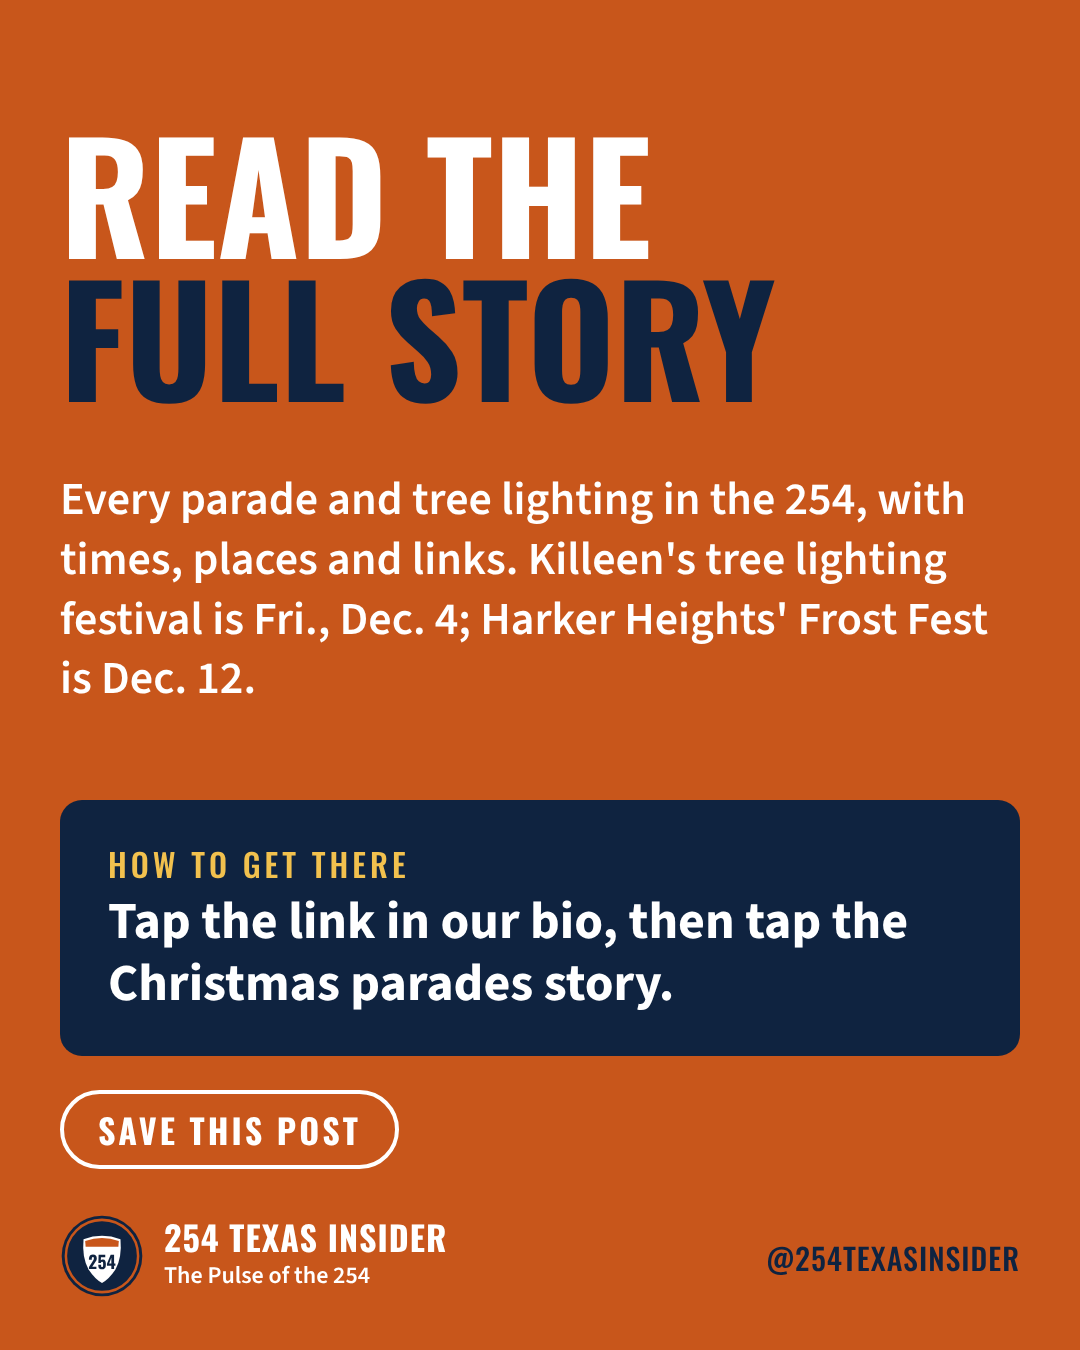 READ THE
FULL STORY
Every parade and tree lighting in the 254, with
times, places and links. Killeen's tree lighting
festival is Fri., Dec. 4; Harker Heights' Frost Fest
is Dec. 12.
HOW TO GET THERE
Tap the link in our bio, then tap the
Christmas parades story.
SAVE THIS POST
254
254 TEXAS INSIDER
The Pulse of the 254
@254TEXASINSIDER